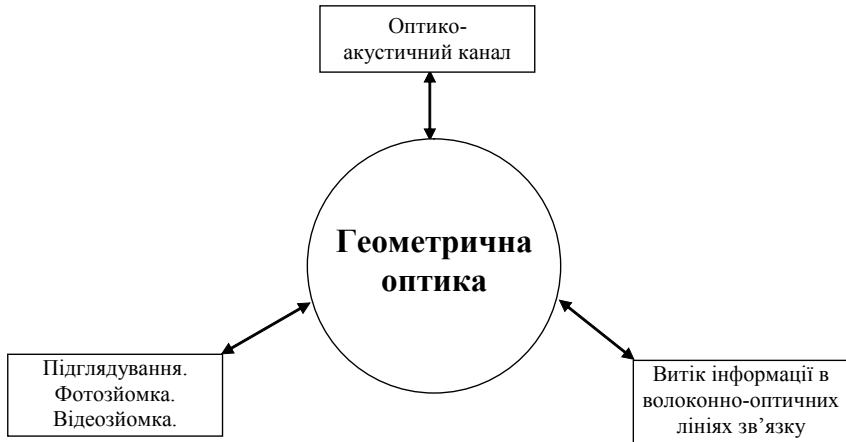 Оптико-
акустичний канал
Геометрична
оптика
Підглядування.
Фотозйомка.
Відеозйомка.
Витік інформації в
волоконно-оптичних
лініях зв’язку